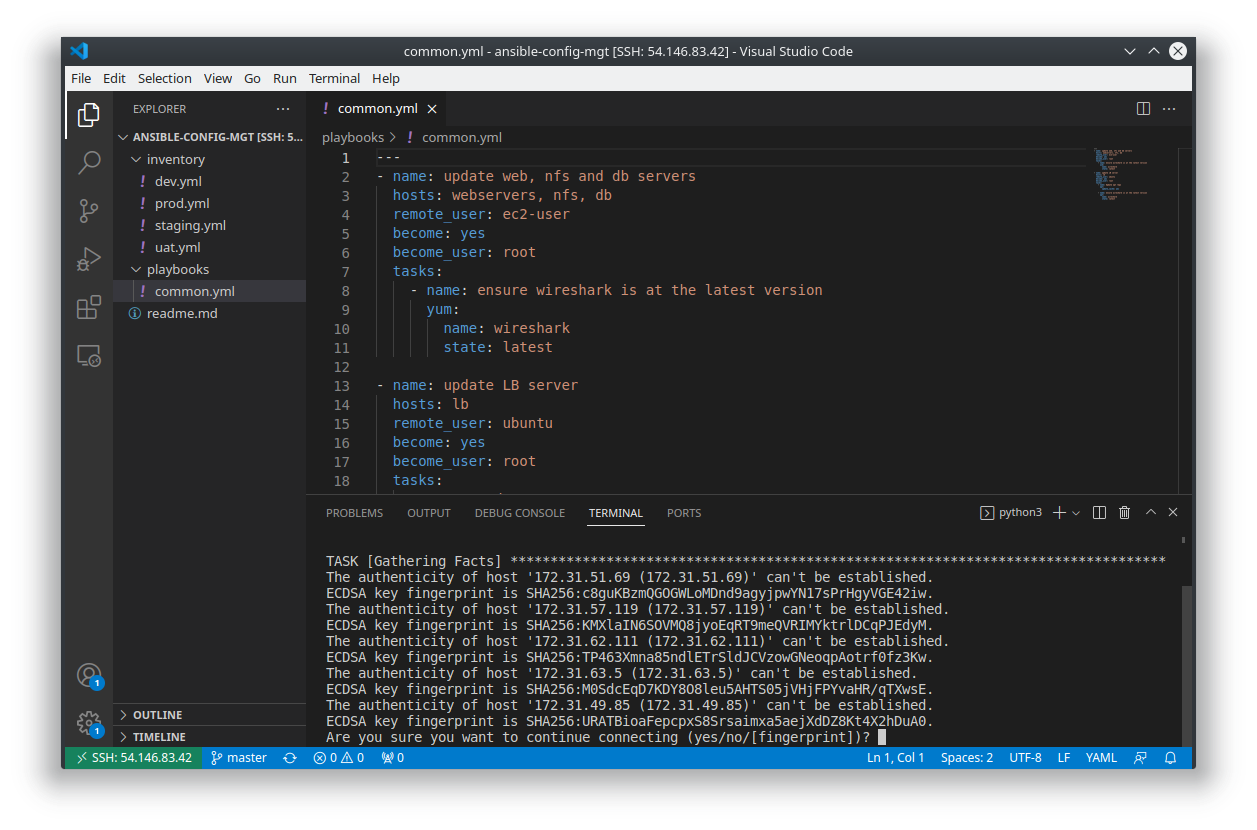 common.yml - ansible-config-mgt [SSH: 54.146.83.42] - Visual Studio Code
File Edit Selection View Go Run Terminal Help
EXPLORER
ANSIBLE-CONFIG-MGT [SSH: 5...
inventory
dev.yml
prod.yml
staging.yml
uat.yml
playbooks
common.yml
readme.md
OUTLINE
TIMELINE
common.yml
playbooks > common.yml
1 ---
2 - name: update web, nfs and db servers
3 hosts: webservers, nfs, db
4 remote_user: ec2-user
5 become: yes
6 become_user: root
7 tasks:
8 - name: ensure wireshark is at the latest version
9 yum:
10 name: wireshark
11 state: latest
12
13 - name: update LB server
14 hosts: lb
15 remote_user: ubuntu
16 become: yes
17 become_user: root
18 tasks:
PROBLEMS OUTPUT DEBUG CONSOLE TERMINAL PORTS
python3
TASK [Gathering Facts] **********************************************************************************
The authenticity of host '172.31.51.69 (172.31.51.69)' can't be established.
ECDSA key fingerprint is SHA256:c8guKBzmQGOGWLoMDnd9agyjpwYN17sPrHgyVGE42iw.
The authenticity of host '172.31.57.119 (172.31.57.119)' can't be established.
ECDSA key fingerprint is SHA256:KMXlaIN6SOVMQ8jyoEqRT9meQVRIMYktrlDCqPJEdyM.
The authenticity of host '172.31.62.111 (172.31.62.111)' can't be established.
ECDSA key fingerprint is SHA256:TP463Xmna85ndlETrSldJCVzowGNeoqpAotrf0fz3Kw.
The authenticity of host '172.31.63.5 (172.31.63.5)' can't be established.
ECDSA key fingerprint is SHA256:M0SdcEqD7KDY8O8leu5AHTS05jVHjFPYvaHR/qTXwsE.
The authenticity of host '172.31.49.85 (172.31.49.85)' can't be established.
ECDSA key fingerprint is SHA256:URATBioaFepcpxS8Srsaimxa5aejXdDZ8Kt4X2hDuA0.
Are you sure you want to continue connecting (yes/no/[fingerprint])?
1
1
SSH: 54.146.83.42 master 0 0 0 Ln 1, Col 1 Spaces: 2 UTF-8 LF YAML